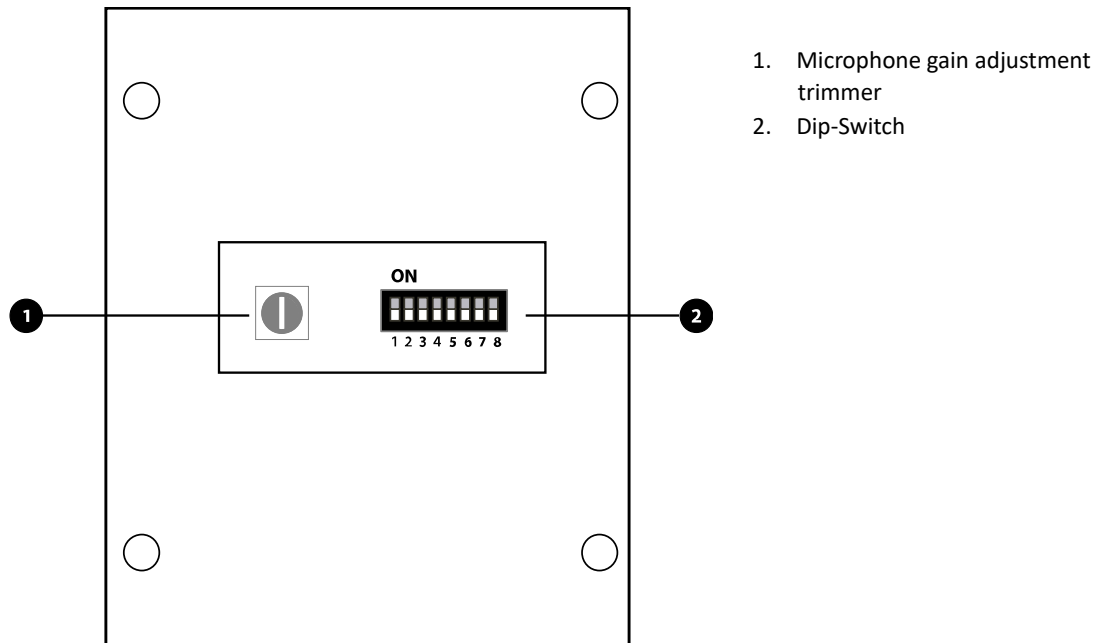 1. Microphone gain adjustment
trimmer
2. Dip-Switch
ON
1
2
1 2 3 4 5 6 7 8